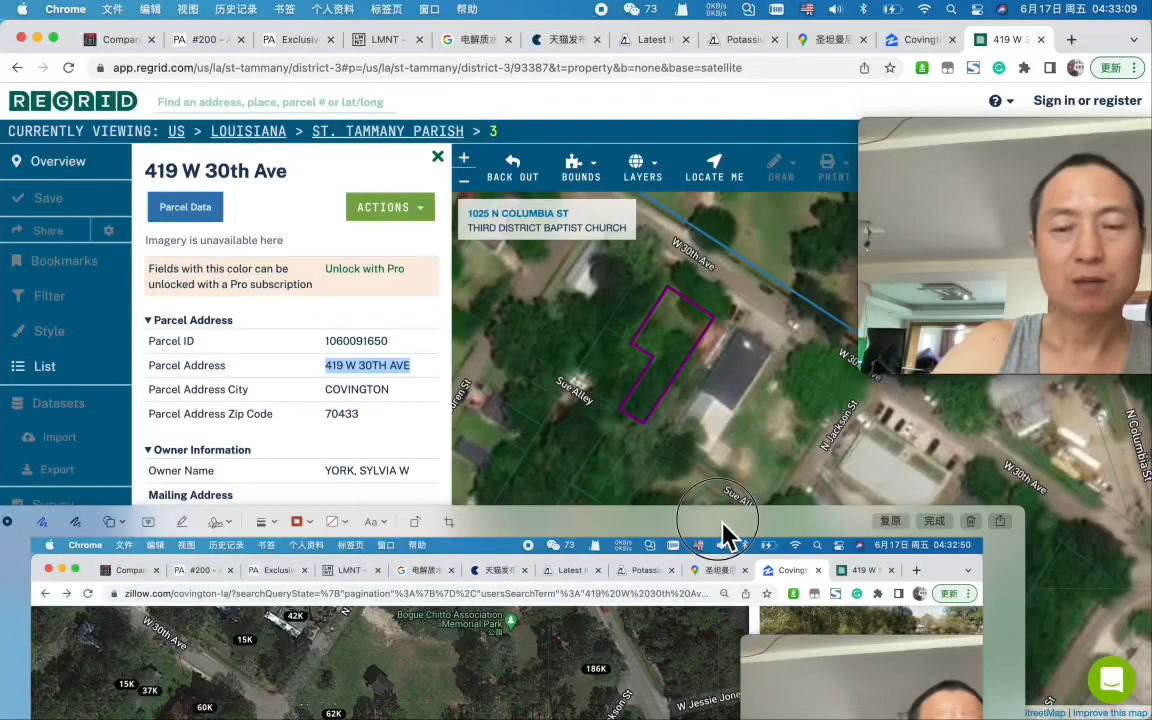 Chrome 文件 编辑 视图 历史记录 书签 个人资料 标签页 窗口 帮助 73 0KB/s 0KB/s 6月17日 周五 04:33:09
Compan PA #200 - A PA Exclusiv LMNT - 电解质水 天猫发布 Latest I Potassiu 圣坦曼尼 Covingt 419 W 3
app.regrid.com/us/la/st-tammany/district-3#p=/us/la/st-tammany/district-3/93387&t=property&b=none&base=satellite 更新
REGRID Find an address, place, parcel # or lat/long Sign in or register
CURRENTLY VIEWING: US > LOUISIANA > ST. TAMMANY PARISH > 3
Overview
Save
Share
Bookmarks
Filter
Style
List
Datasets
Import
Export
419 W 30th Ave
Parcel Data ACTIONS
Imagery is unavailable here
Fields with this color can be unlocked with a Pro subscription
Unlock with Pro
Parcel Address
Parcel ID 1060091650
Parcel Address 419 W 30TH AVE
Parcel Address City COVINGTON
Parcel Address Zip Code 70433
Owner Information
Owner Name YORK, SYLVIA W
Mailing Address
BACK OUT BOUNDS LAYERS LOCATE ME DRAW PRINT
1025 N COLUMBIA ST
THIRD DISTRICT BAPTIST CHURCH
W 30th Ave
Sue Alley
N Jackson St
W 30th Ave
N Columbia St
Aa 复原 完成
Chrome 文件 编辑 视图 历史记录 书签 个人资料 标签页 窗口 帮助 73 0KB/s 0KB/s 6月17日 周五 04:32:50
Compan PA #200 - A PA Exclusiv LMNT - 电解质水 天猫发布 Latest I Potassi 圣坦曼尼 Covingt 419 W 3
zillow.com/covington-la/?searchQueryState=%7B"pagination"%3A%7B%7D%2C"usersSearchTerm"%3A"419%20W%2030th%20Av... 更新
W 30th Ave
42K
15K
Bogue Chitto Association Memorial Park
公园
15K
37K
60K
62K
186K
W Jessie Jone
StreetMap | Improve this map